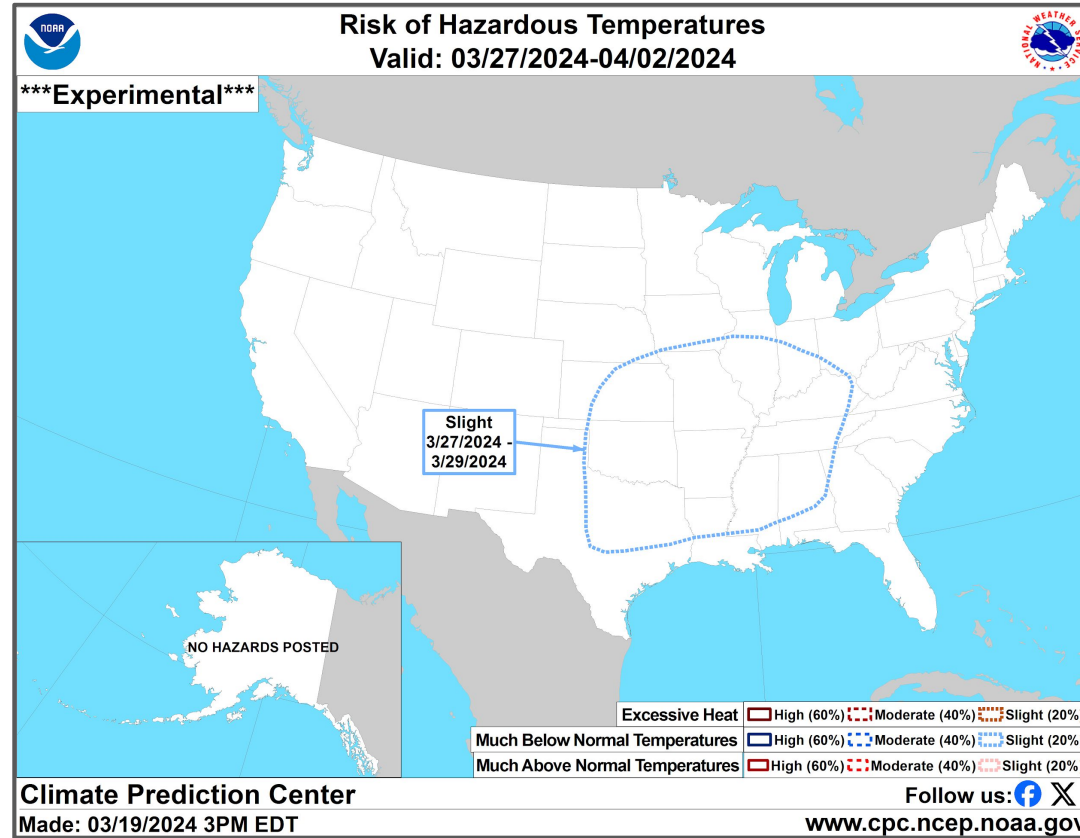 NOAA
Risk of Hazardous Temperatures
Valid: 03/27/2024-04/02/2024
NATIONAL WEATHER SERVICE
***Experimental***
Slight
3/27/2024 -
3/29/2024
NO HAZARDS POSTED
Excessive Heat High (60%) Moderate (40%) Slight (20%
Much Below Normal Temperatures High (60%) Moderate (40%) Slight (20%
Much Above Normal Temperatures High (60%) Moderate (40%) Slight (20%
Climate Prediction Center
Follow us:
Made: 03/19/2024 3PM EDT
www.cpc.ncep.noaa.gov